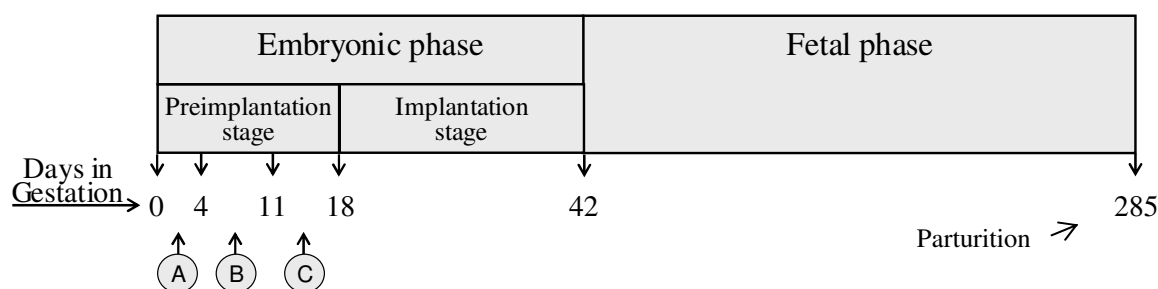 Embryonic phase
Fetal phase
Preimplantation
stage
Implantation
stage
Days in
Gestation
0 4 11 18 42 285
Parturition
A B C